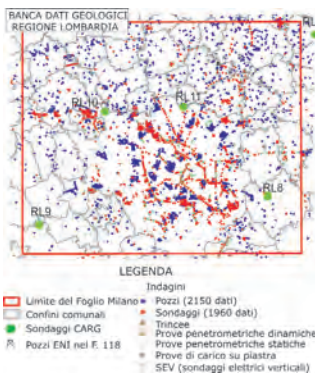 BANCA DATI GEOLOGICI
REGIONE LOMBARDIA
RL10
RL11
RL8
RL9
LEGENDA
Indagini
Limite del Foglio Milano
Confini comunali
Sondaggi CARG
Pozzi ENI nel F. 118
Pozzi (2150 dati)
Sondaggi (1960 dati)
Trincee
Prove penetrometriche dinamiche
Prove penetrometriche statiche
Prove di carico su piastra
SEV (sondaggi elettrici verticali)